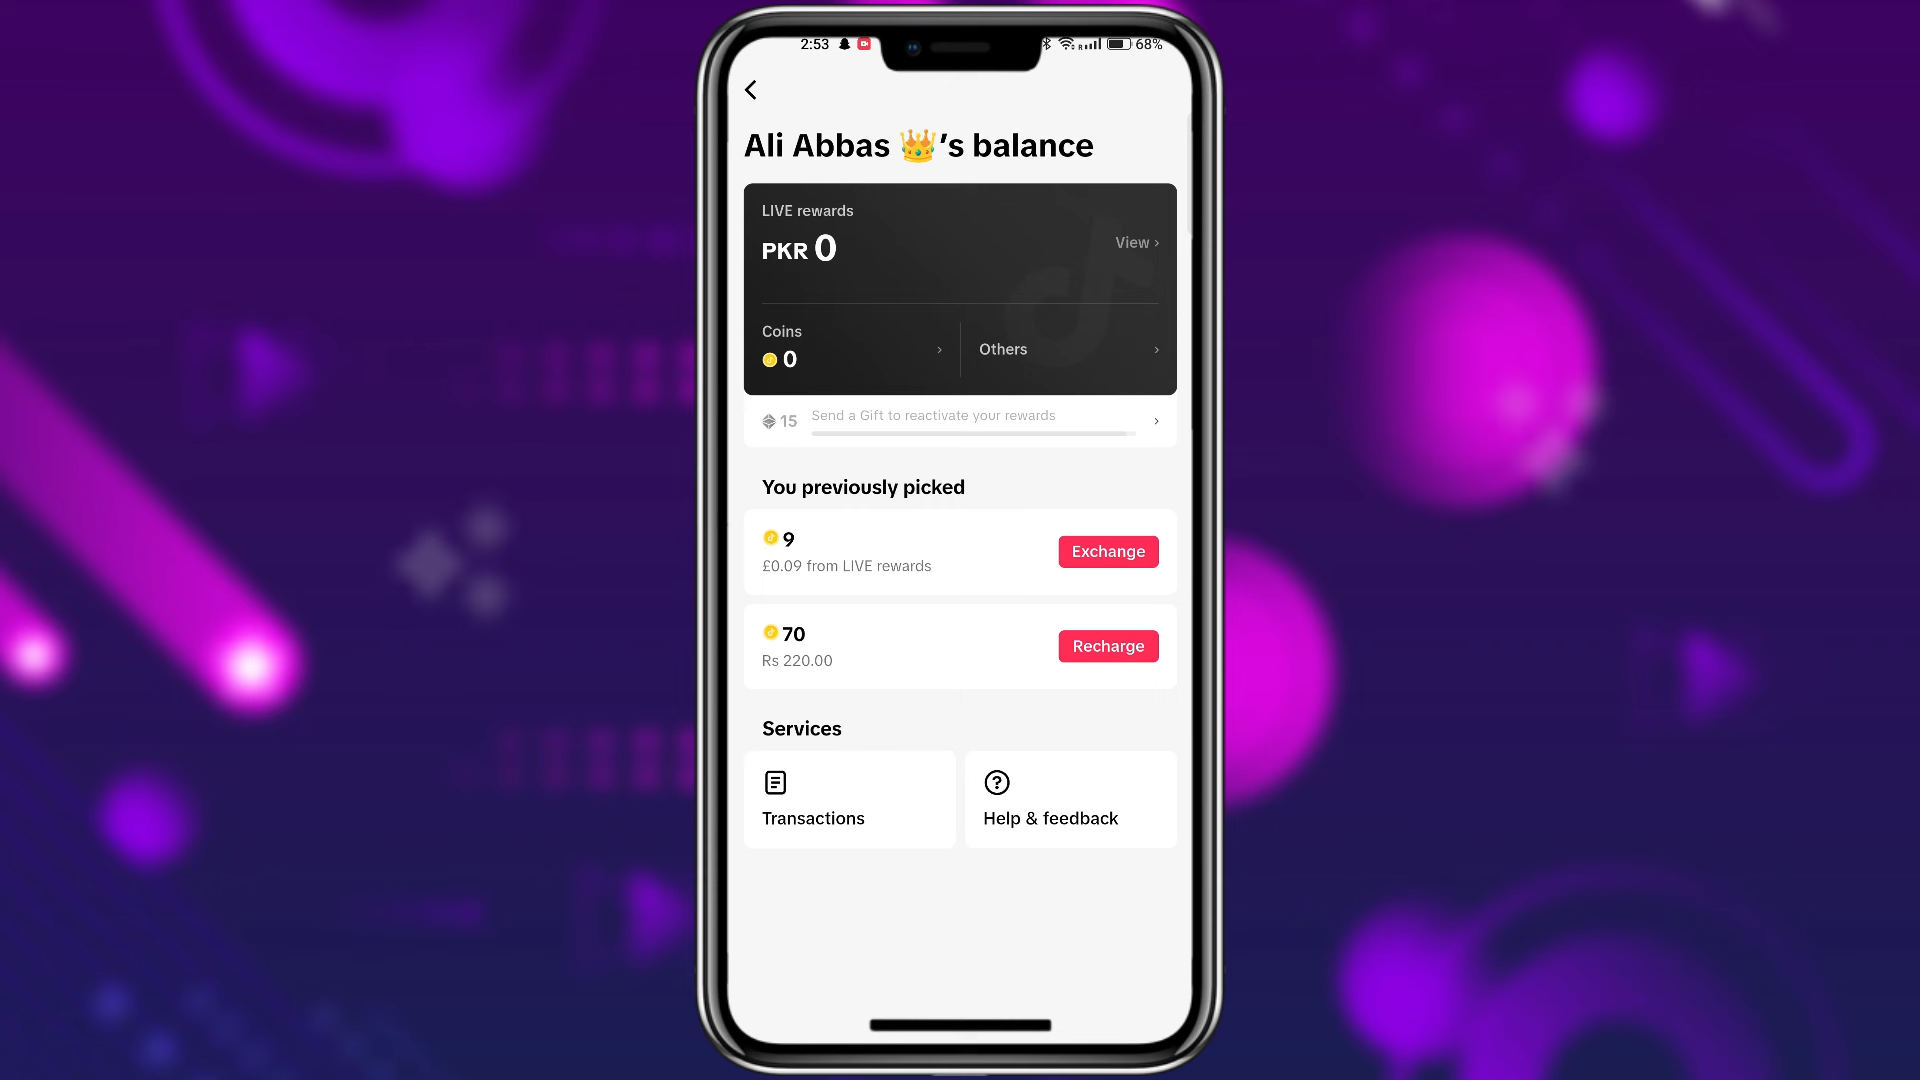 2:53
68%
Ali Abbas 👑's balance
LIVE rewards
PKR 0
View ›
Coins
0
Others
15
Send a Gift to reactivate your rewards
You previously picked
9
£0.09 from LIVE rewards
Exchange
70
Rs 220.00
Recharge
Services
Transactions
Help & feedback